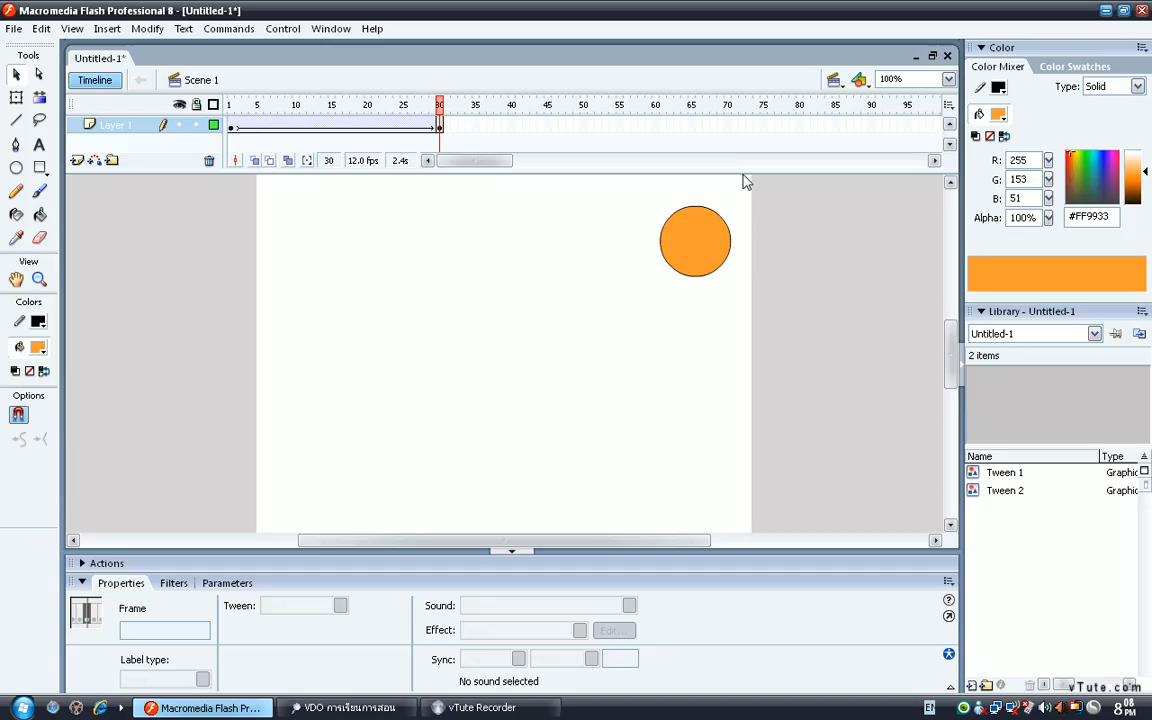 Macromedia Flash Professional 8 - [Untitled-1*]
File Edit View Insert Modify Text Commands Control Window Help
Tools
View
Colors
Options
Untitled-1*
Timeline
Scene 1
100%
1 5 10 15 20 25 30 35 40 45 50 55 60 65 70 75 80 85 90 95
Layer 1
30 12.0 fps 2.4s
Actions
Properties Filters Parameters
Frame
Tween:
Sound:
Effect:
Edit...
Label type:
Sync:
No sound selected
Color
Color Mixer Color Swatches
Type: Solid
R: 255
G: 153
B: 51
Alpha: 100% #FF9933
Library - Untitled-1
Untitled-1
2 items
Name Type
Tween 1 Graphic
Tween 2 Graphic
vTute.com
Macromedia Flash Pr...
VDO การเรียนการสอน
vTute Recorder
EN
8:08 PM